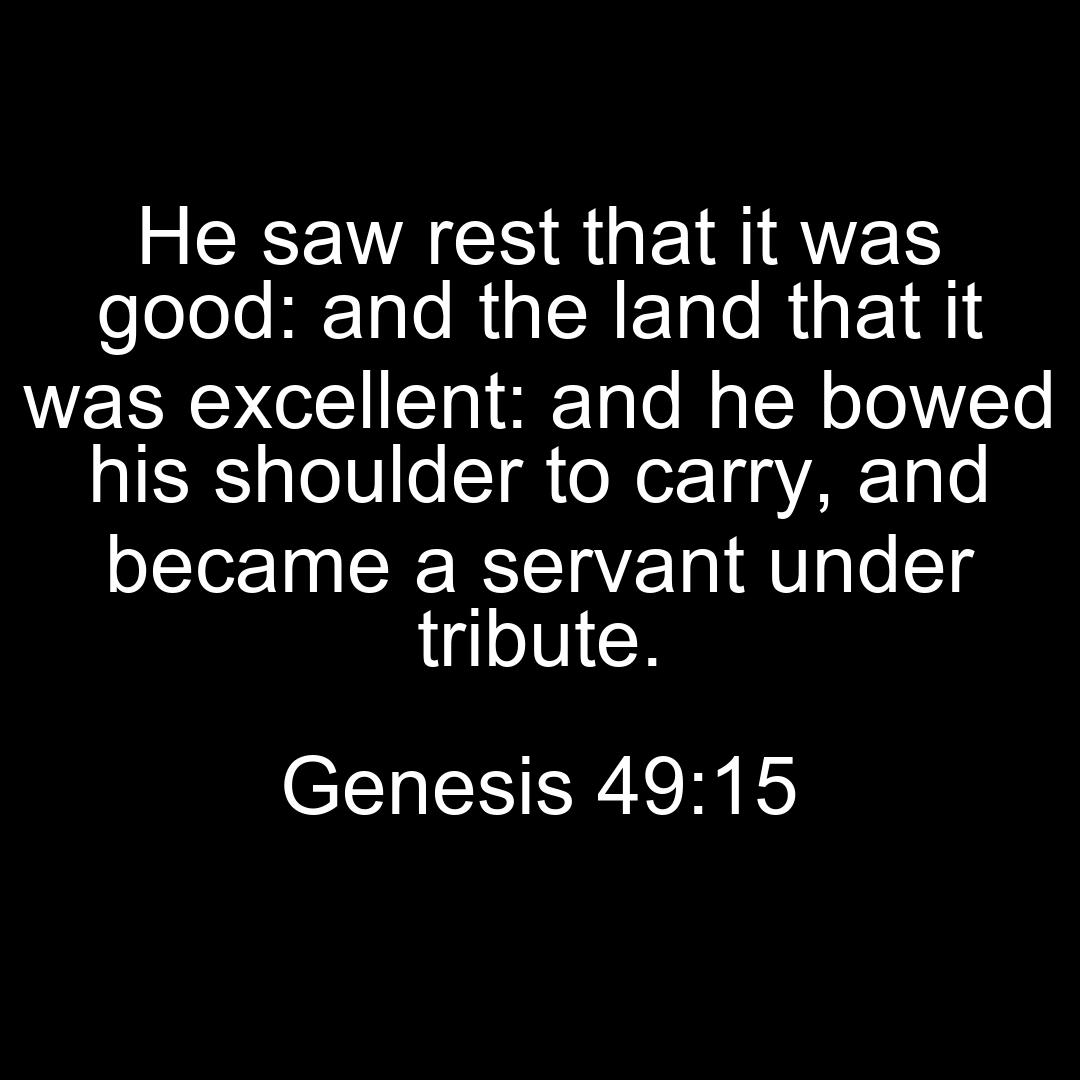 He saw rest that it was
good: and the land that it
was excellent: and he bowed
his shoulder to carry, and
became a servant under
tribute.
Genesis 49:15